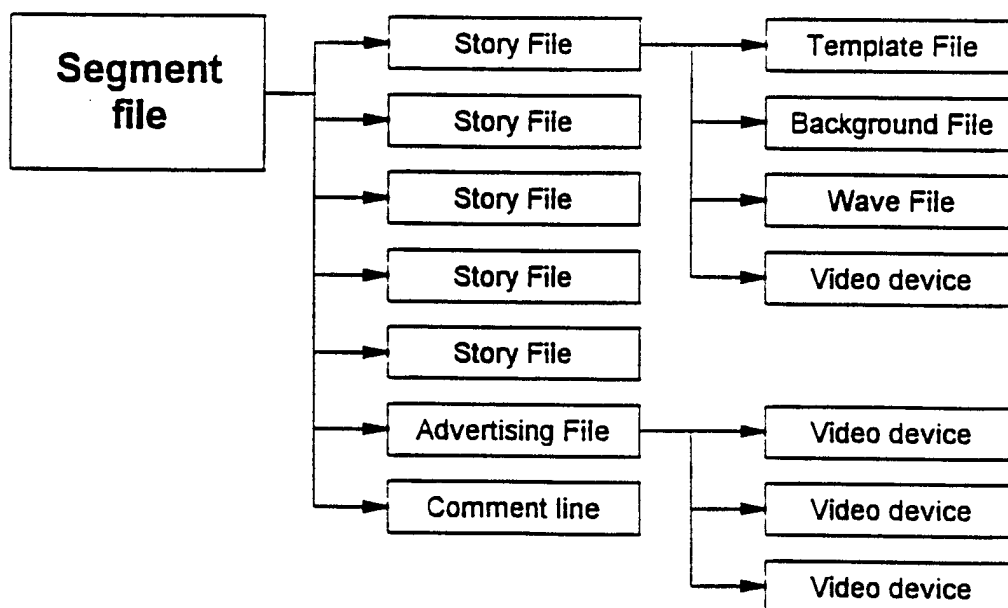 Segment
file
Story File
Story File
Story File
Story File
Story File
Advertising File
Comment line
Template File
Background File
Wave File
Video device
Video device
Video device
Video device